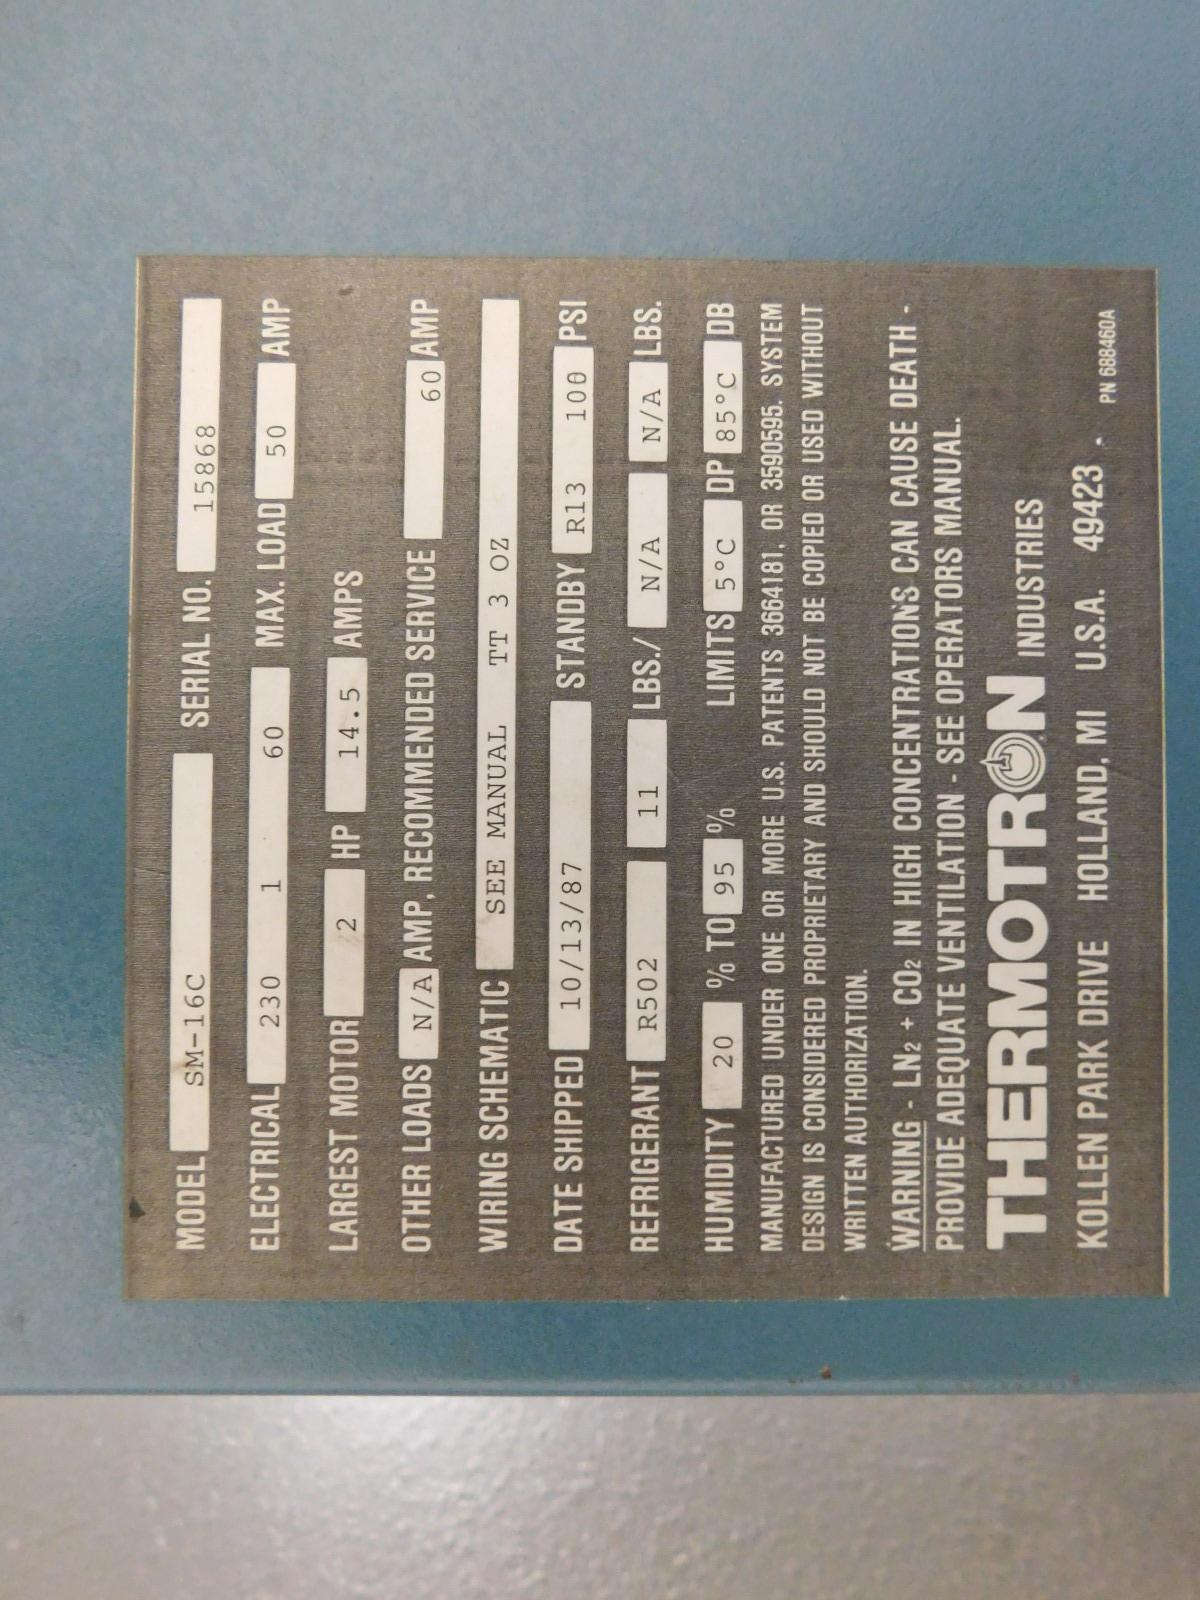 MODEL SM-16C SERIAL NO. 15868
ELECTRICAL 230 1 60 MAX. LOAD 50 AMP
LARGEST MOTOR 2 HP 14.5 AMPS
OTHER LOADS N/A AMP, RECOMMENDED SERVICE 60 AMP
WIRING SCHEMATIC SEE MANUAL TT 3 OZ
DATE SHIPPED 10/13/87 STANDBY R13 100 PSI
REFRIGERANT R502 11 LBS./ N/A N/A LBS.
HUMIDITY 20 % TO 95 % LIMITS 5°C DP 85°C DB
MANUFACTURED UNDER ONE OR MORE U.S. PATENTS 3664181, OR 3590595. SYSTEM
DESIGN IS CONSIDERED PROPRIETARY AND SHOULD NOT BE COPIED OR USED WITHOUT
WRITTEN AUTHORIZATION.
WARNING - LN2 + CO2 IN HIGH CONCENTRATIONS CAN CAUSE DEATH -
PROVIDE ADEQUATE VENTILATION - SEE OPERATORS MANUAL.
THERMOTRON INDUSTRIES
KOLLEN PARK DRIVE HOLLAND, MI U.S.A. 49423 PN 688460A